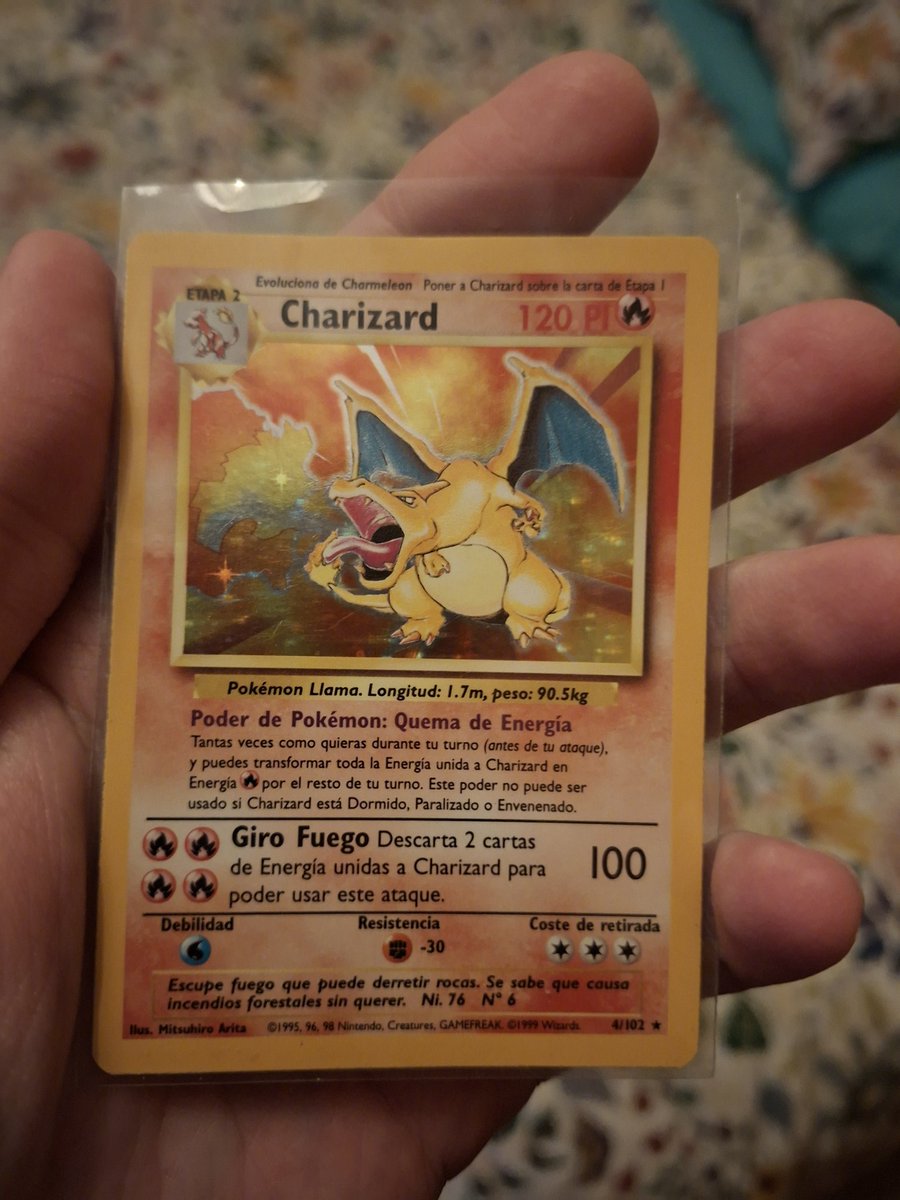 Evoluciona de Charmeleon Poner a Charizard sobre la carta de Etapa 1
ETAPA 2
Charizard 120 PI
Pokémon Llama. Longitud: 1.7m, peso: 90.5kg
Poder de Pokémon: Quema de Energía
Tantas veces como quieras durante tu turno (antes de tu ataque),
y puedes transformar toda la Energía unida a Charizard en
Energía por el resto de tu turno. Este poder no puede ser
usado si Charizard está Dormido, Paralizado o Envenenado.
Giro Fuego Descarta 2 cartas
de Energía unidas a Charizard para
poder usar este ataque.
100
Debilidad Resistencia Coste de retirada
-30
Escupe fuego que puede derretir rocas. Se sabe que causa
incendios forestales sin querer. Ni. 76 N° 6
Ilus. Mitsuhiro Arita ©1995, 96, 98 Nintendo, Creatures, GAMEFREAK. ©1999 Wizards. 4/102 ★